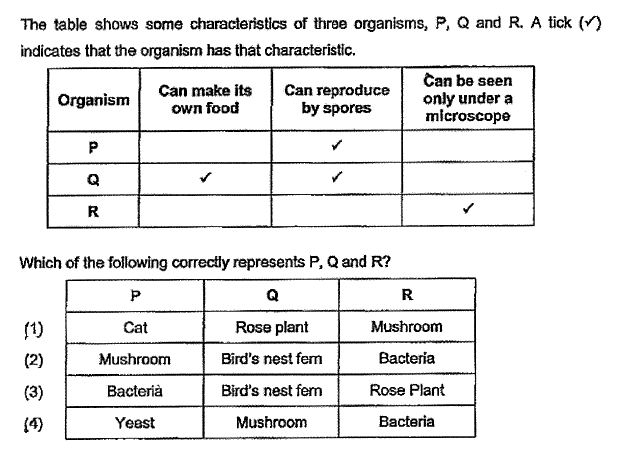 The table shows some characteristics of three organisms, P, Q and R. A tick (✓)
indicates that the organism has that characteristic.
Organism
Can make its
own food
Can reproduce
by spores
Can be seen
only under a
microscope
P ✓
Q ✓ ✓
R ✓
Which of the following correctly represents P, Q and R?
P Q R
(1) Cat Rose plant Mushroom
(2) Mushroom Bird's nest fern Bacteria
(3) Bacteria Bird's nest fern Rose Plant
(4) Yeast Mushroom Bacteria